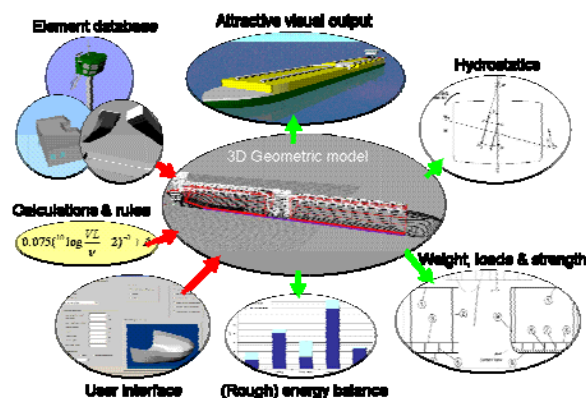 Attractive visual output
Element database
Hydrostatics
3D Geometric model
Calculations & rules
0.075(¹⁰log VL/ν - 2)⁻²
Weight, loads & strength
User interface
(Rough) energy balance